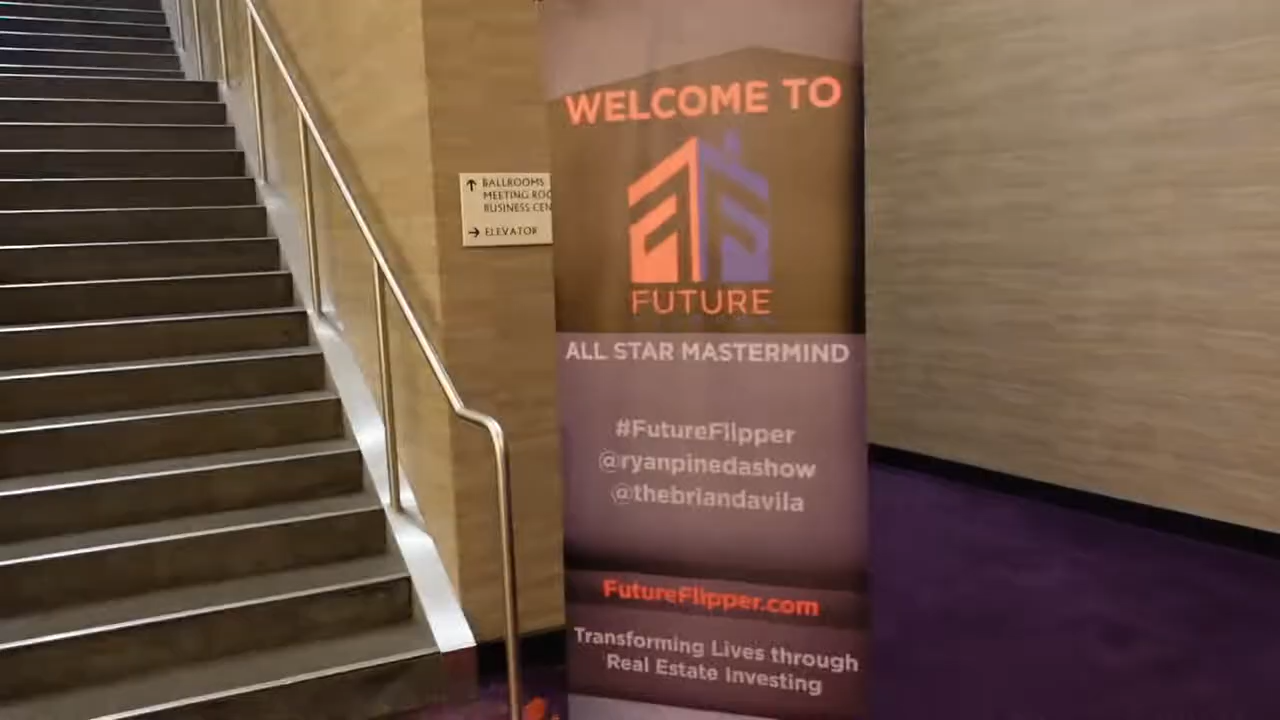 BALLROOMS
MEETING
BUSINESS
ELEVATOR
WELCOME TO
FUTURE
ALL STAR MASTERMIND
#FutureFlipper
@ryanpinedashow
@thebriandavila
FutureFlipper.com
Transforming Lives through
Real Estate Investing